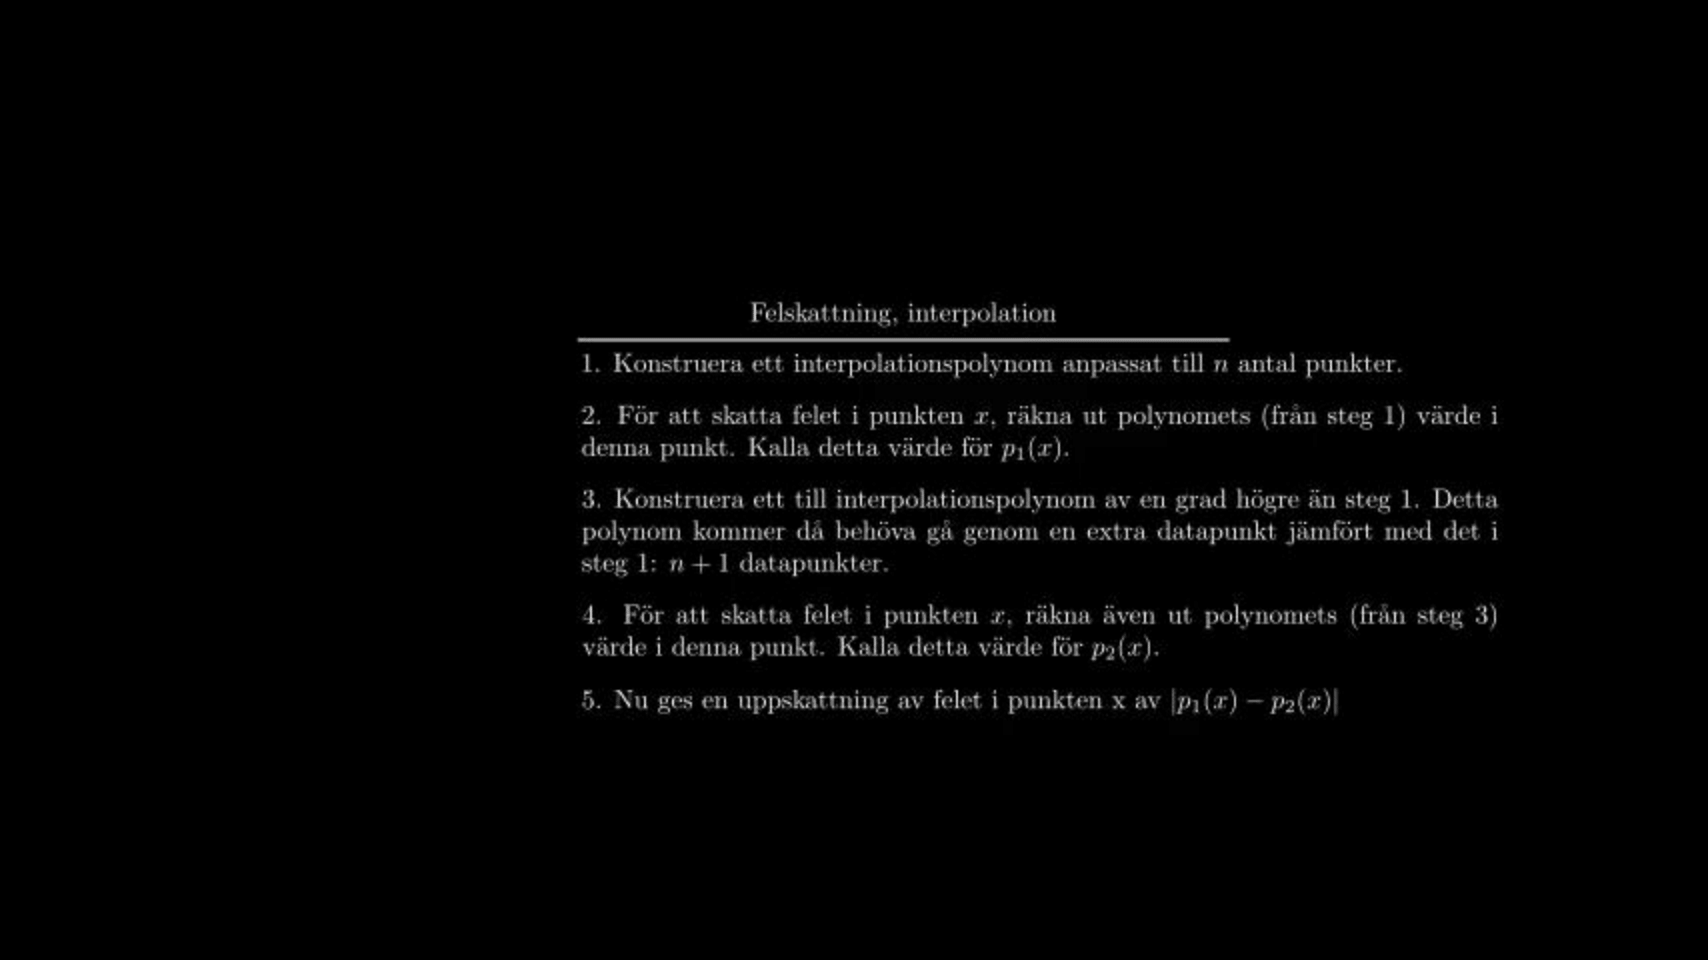 Felskattning, interpolation
1. Konstruera ett interpolationspolynom anpassat till n antal punkter.
2. För att skatta felet i punkten x, räkna ut polynomets (från steg 1) värde i
denna punkt. Kalla detta värde för p₁(x).
3. Konstruera ett till interpolationspolynom av en grad högre än steg 1. Detta
polynom kommer då behöva gå genom en extra datapunkt jämfört med det i
steg 1: n + 1 datapunkter.
4. För att skatta felet i punkten x, räkna även ut polynomets (från steg 3)
värde i denna punkt. Kalla detta värde för p₂(x).
5. Nu ges en uppskattning av felet i punkten x av |p₁(x) − p₂(x)|